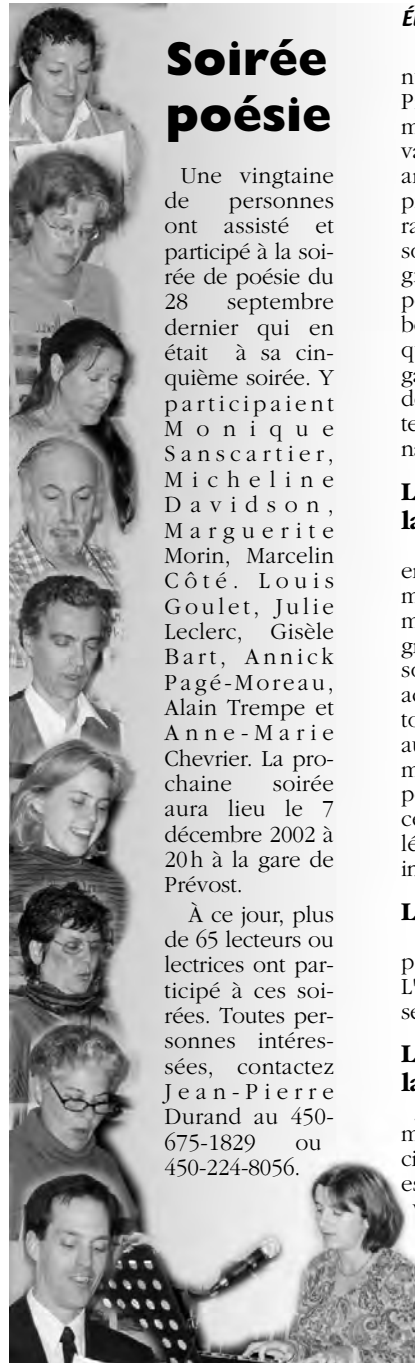 Soirée
poésie
Une vingtaine
de personnes
ont assisté et
participé à la soi-
rée de poésie du
28 septembre
dernier qui en
était à sa cin-
quième soirée. Y
participaient
Monique
Sanscartier,
Micheline
Davidson,
Marguerite
Morin, Marcelin
Côté. Louis
Goulet, Julie
Leclerc, Gisèle
Bart, Annick
Pagé-Moreau,
Alain Trempe et
Anne-Marie
Chevrier. La pro-
chaine soirée
aura lieu le 7
décembre 2002 à
20h à la gare de
Prévost.
À ce jour, plus
de 65 lecteurs ou
lectrices ont par-
ticipé à ces soi-
rées. Toutes per-
sonnes intéres-
sées, contactez
Jean-Pierre
Durand au 450-
675-1829 ou
450-224-8056.